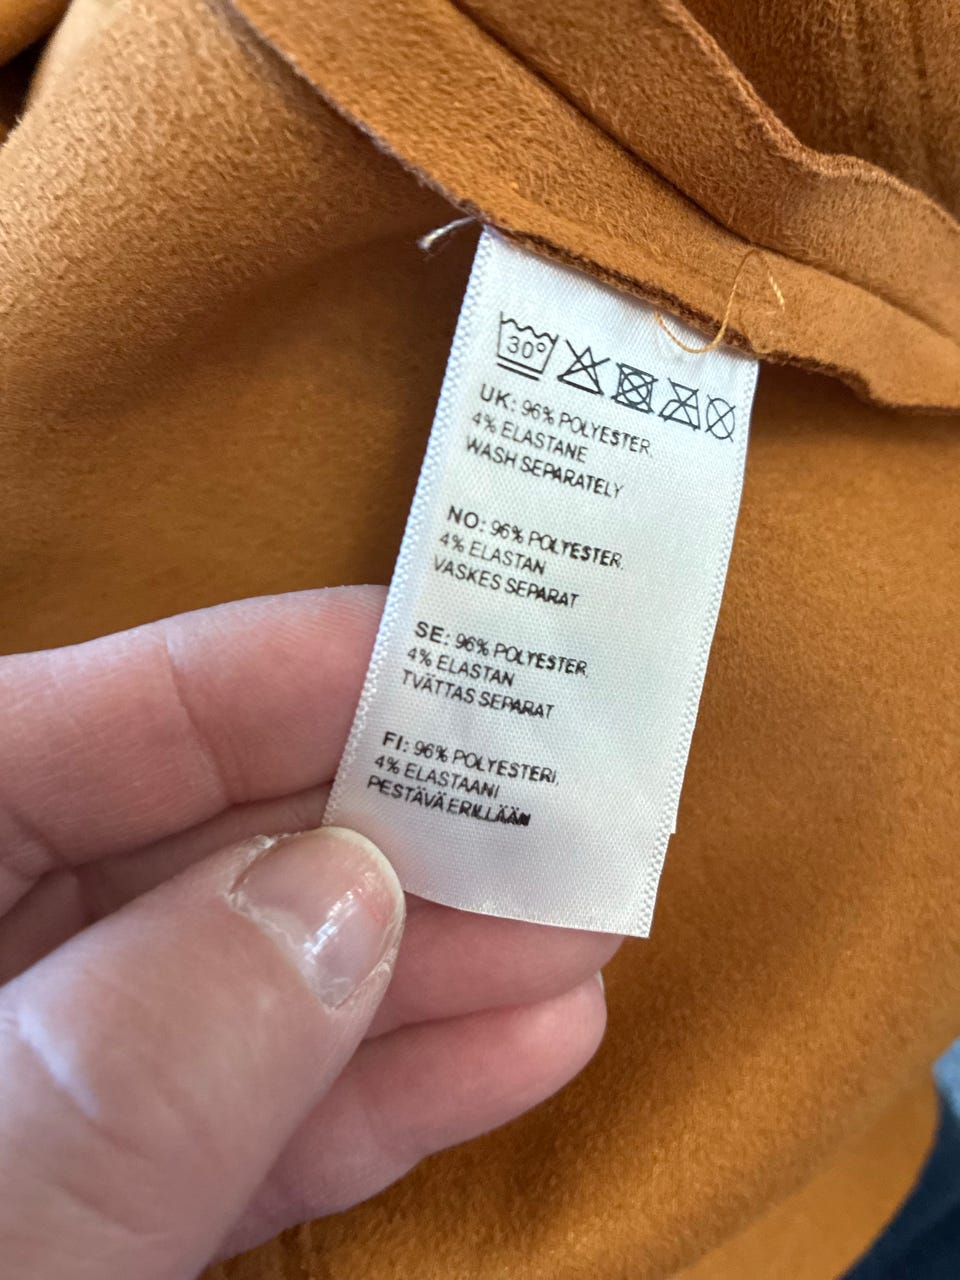 30°
UK: 96% POLYESTER,
4% ELASTANE
WASH SEPARATELY
NO: 96% POLYESTER,
4% ELASTAN
VASKES SEPARAT
SE: 96% POLYESTER,
4% ELASTAN
TVÄTTAS SEPARAT
FI: 96% POLYESTERI,
4% ELASTAANI
PESTÄVÄ ERILLÄÄN